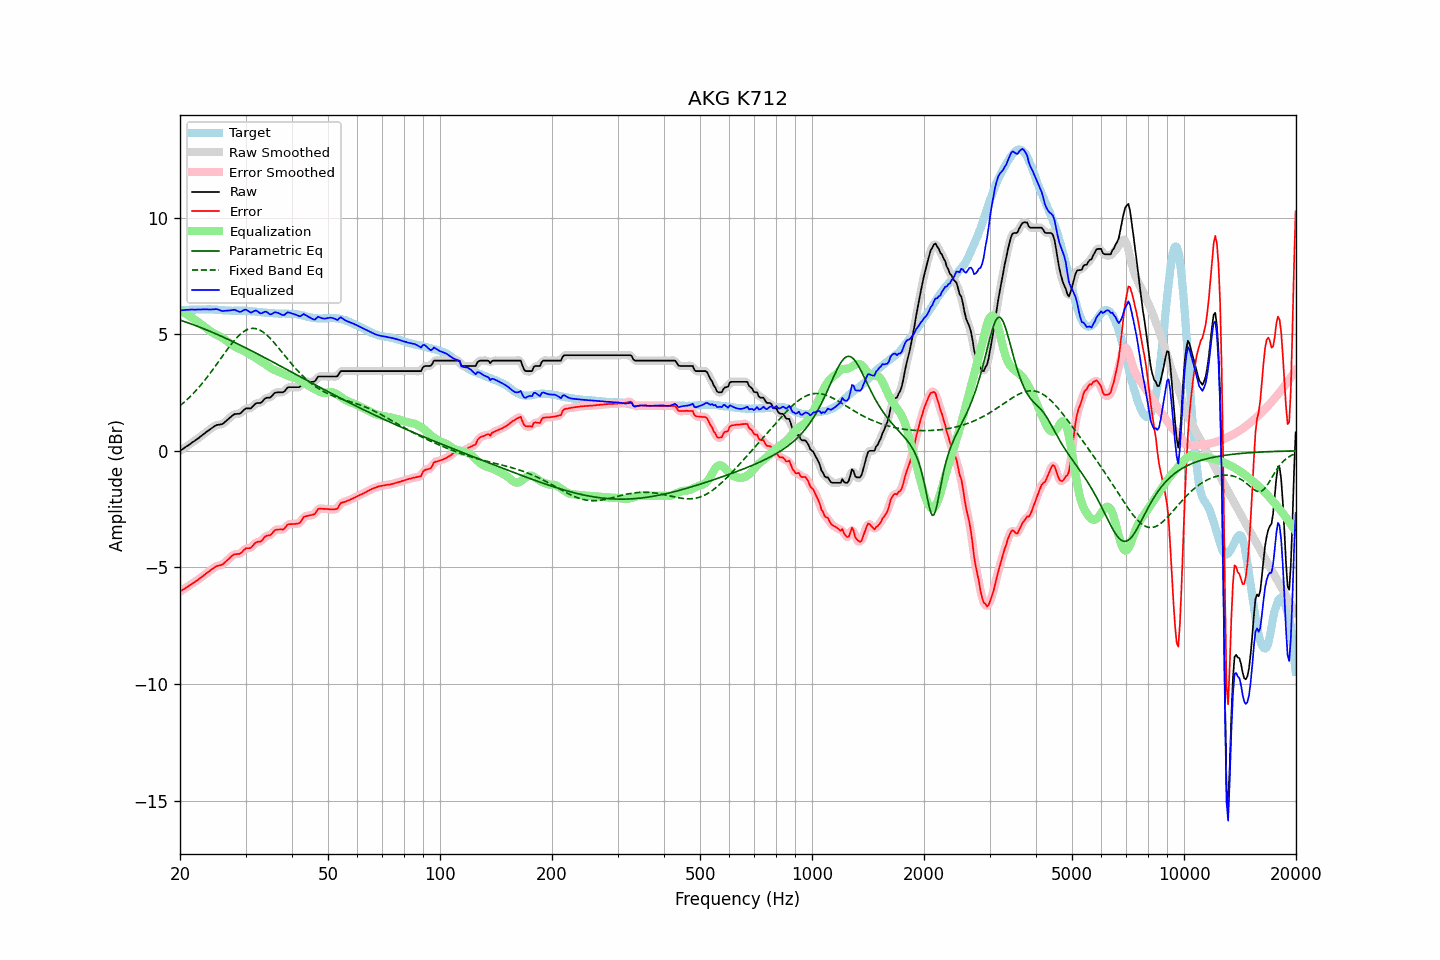 AKG K712
Target
Raw Smoothed
Error Smoothed
Raw
Error
Equalization
Parametric Eq
Fixed Band Eq
Equalized
Amplitude (dBr)
10
5
0
−5
−10
−15
20 50 100 200 500 1000 2000 5000 10000 20000
Frequency (Hz)